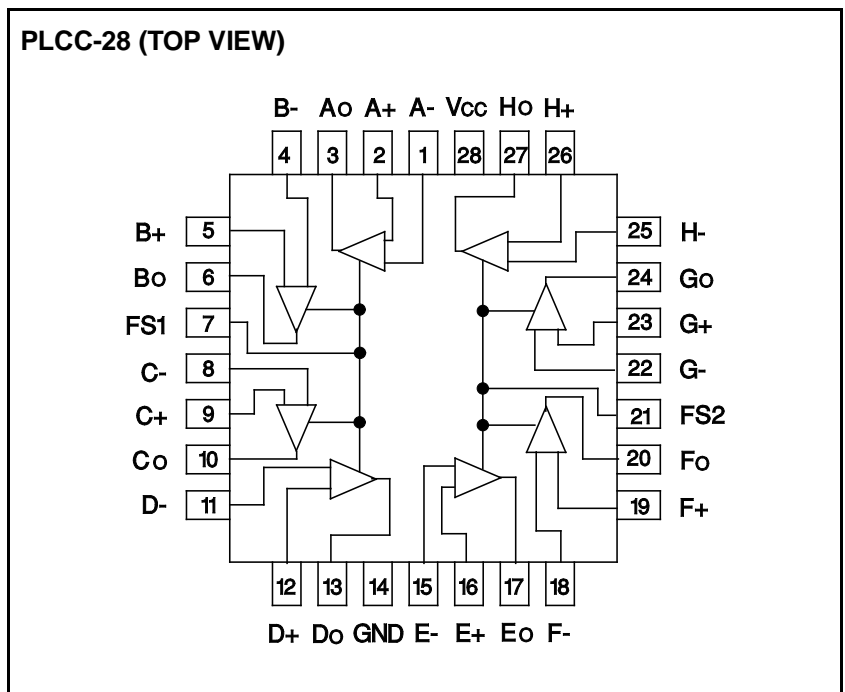 PLCC-28 (TOP VIEW)
B- Ao A+ A- Vcc Ho H+
4 3 2 1 28 27 26
B+ 5 25 H-
Bo 6 24 Go
FS1 7 23 G+
C- 8 22 G-
C+ 9 21 FS2
Co 10 20 Fo
D- 11 19 F+
12 13 14 15 16 17 18
D+ Do GND E- E+ Eo F-